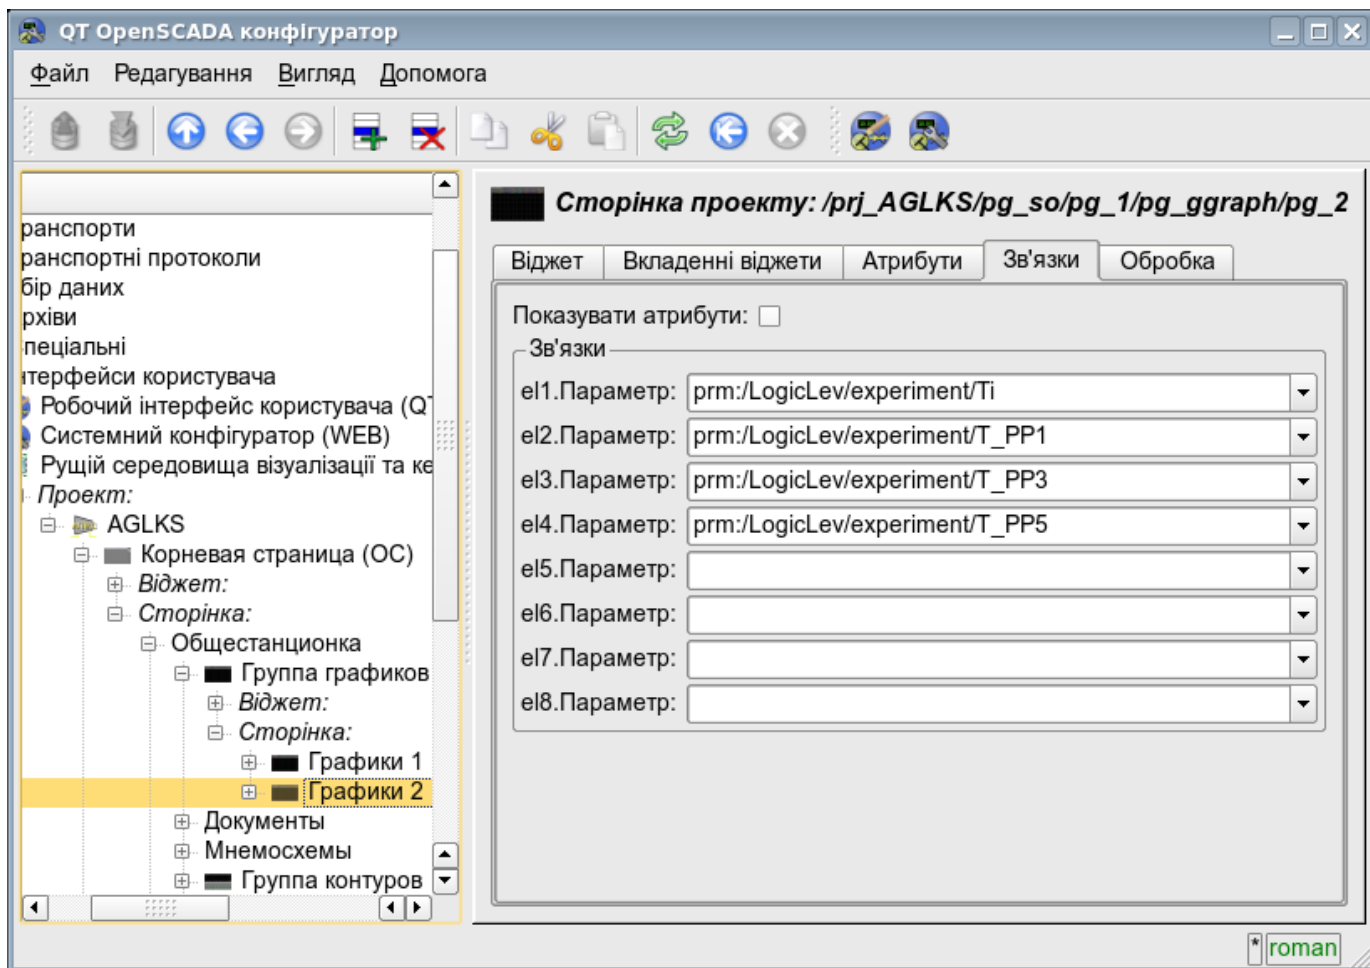 QT OpenSCADA конфігуратор
Файл Редагування Вигляд Допомога
ранспорти
ранспортні протоколи
бір даних
рхіви
пеціальні
нтерфейси користувача
Робочий інтерфейс користувача (QT
Системний конфігуратор (WEB)
Рушій середовища візуалізації та ке
Проект:
AGLKS
Корневая страница (ОС)
Віджет:
Сторінка:
Общестанционка
Группа графиков
Віджет:
Сторінка:
Графики 1
Графики 2
Документы
Мнемосхемы
Группа контуров
Сторінка проекту: /prj_AGLKS/pg_so/pg_1/pg_ggraph/pg_2
Віджет Вкладенні віджети Атрибути Зв'язки Обробка
Показувати атрибути:
Зв'язки
el1.Параметр: prm:/LogicLev/experiment/Ti
el2.Параметр: prm:/LogicLev/experiment/T_PP1
el3.Параметр: prm:/LogicLev/experiment/T_PP3
el4.Параметр: prm:/LogicLev/experiment/T_PP5
el5.Параметр:
el6.Параметр:
el7.Параметр:
el8.Параметр:
* roman